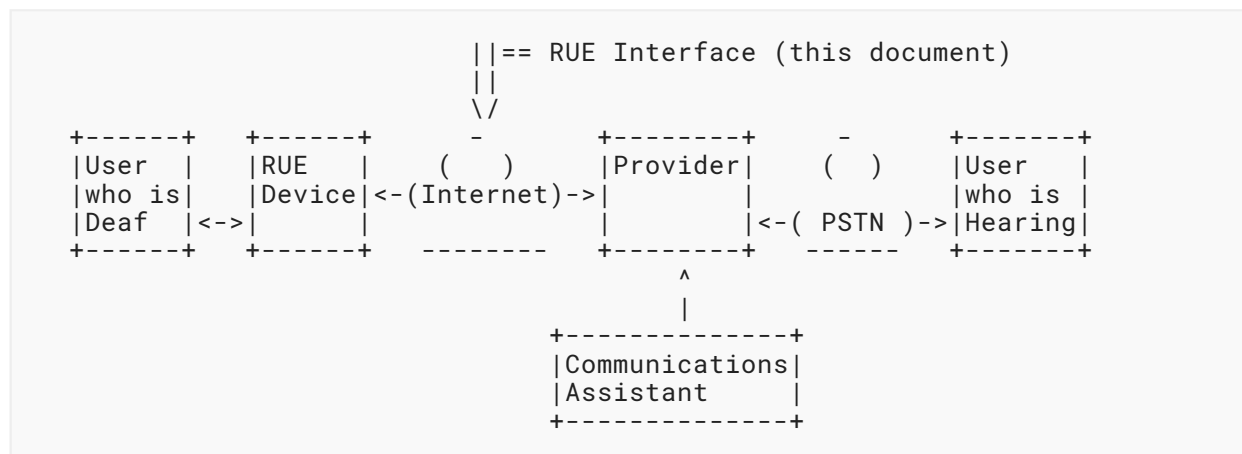 ||== RUE Interface (this document)
                                ||
                                \/
      +------+   +------+       -        +--------+      -      +-------+
      |User  |   |RUE   |     (   )      |Provider|    (  )     |User   |
      |who is|   |Device|<-(Internet)->|        |             |who is |
      |Deaf  |<->|      |                |        |<-( PSTN )->|Hearing|
      +------+   +------+    --------    +--------+   ------    +-------+
                                              ^
                                              |
                                      +--------------+
                                      |Communications|
                                      |Assistant     |
                                      +--------------+